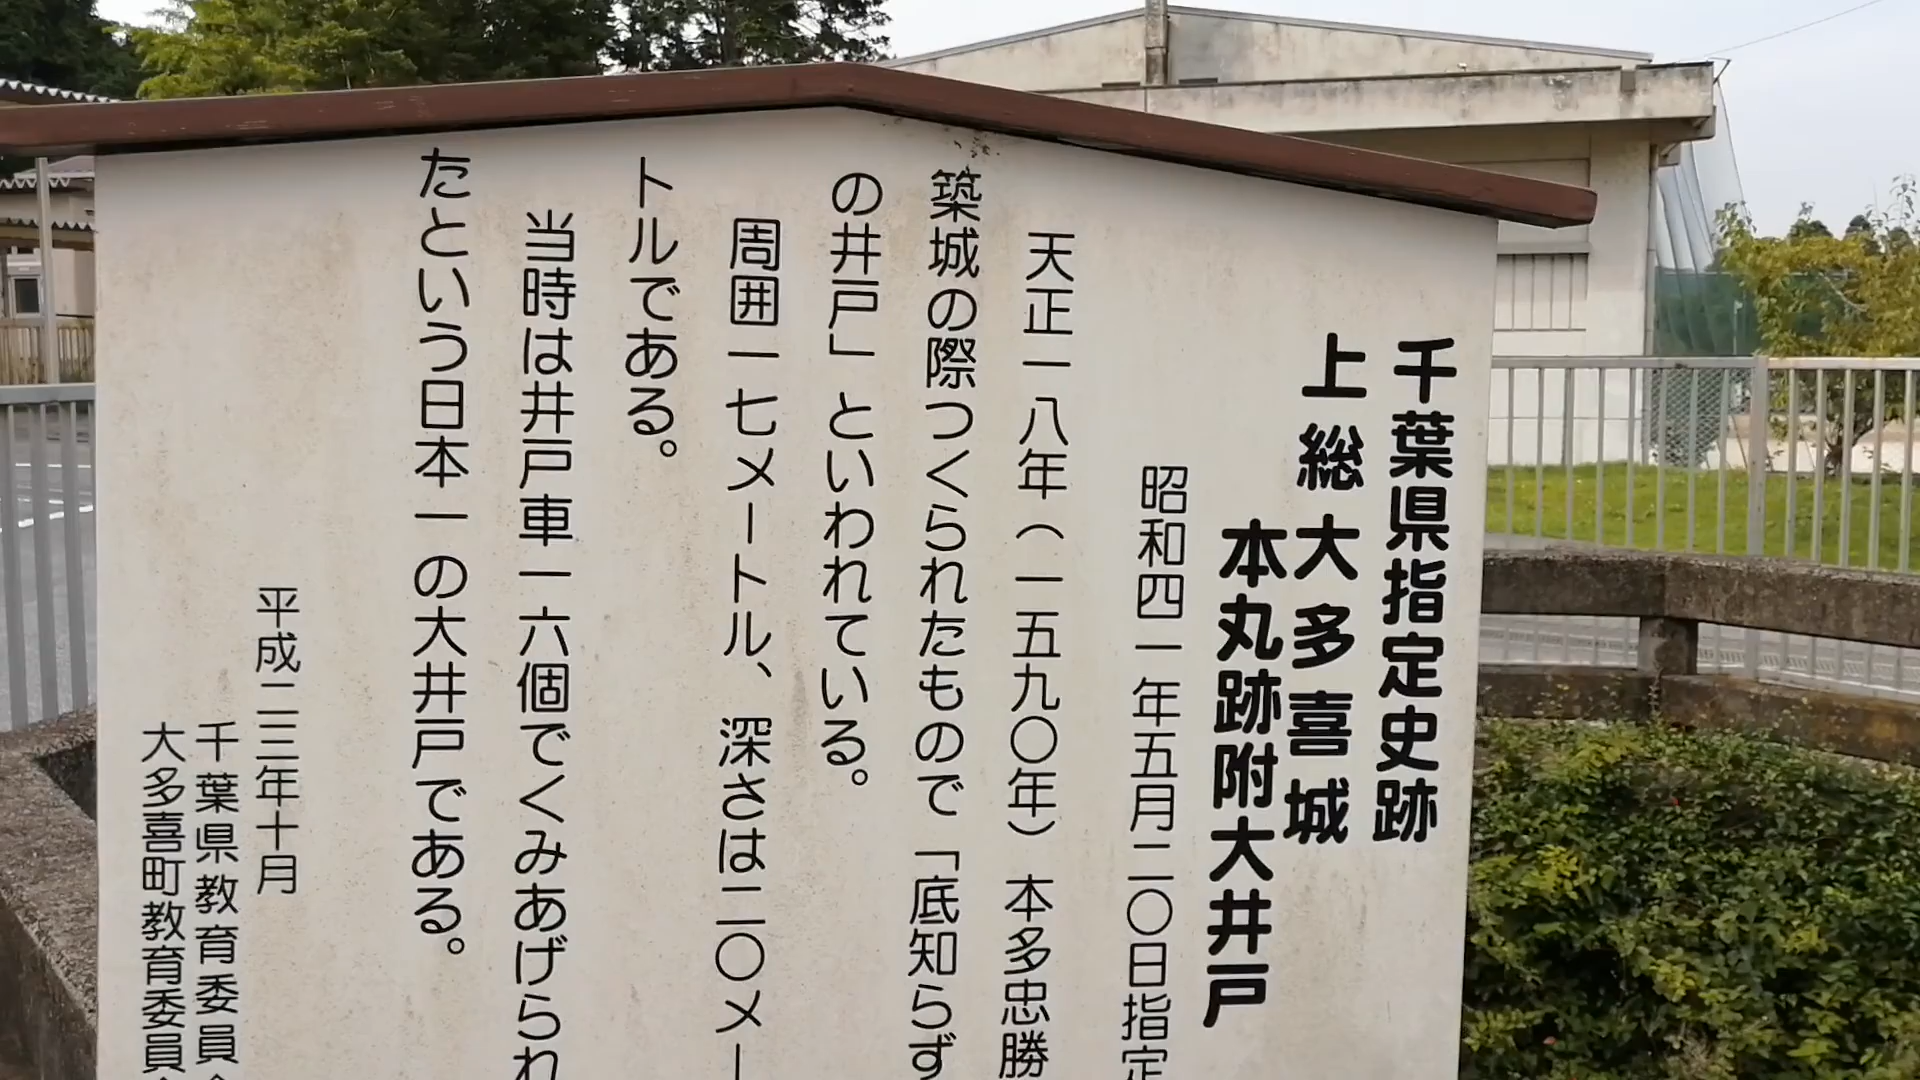 千葉県指定史跡
上総大多喜城
本丸跡附大井戸
昭和四一年五月二〇日指定
天正一八年（一五九〇年）本多忠勝
築城の際つくられたもので「底知らず
の井戸」といわれている。
周囲一七メートル、深さは二〇メー
トルである。
当時は井戸車一六個でくみあげられ
たという日本一の大井戸である。
平成二三年十月
千葉県教育委員
大多喜町教育委員